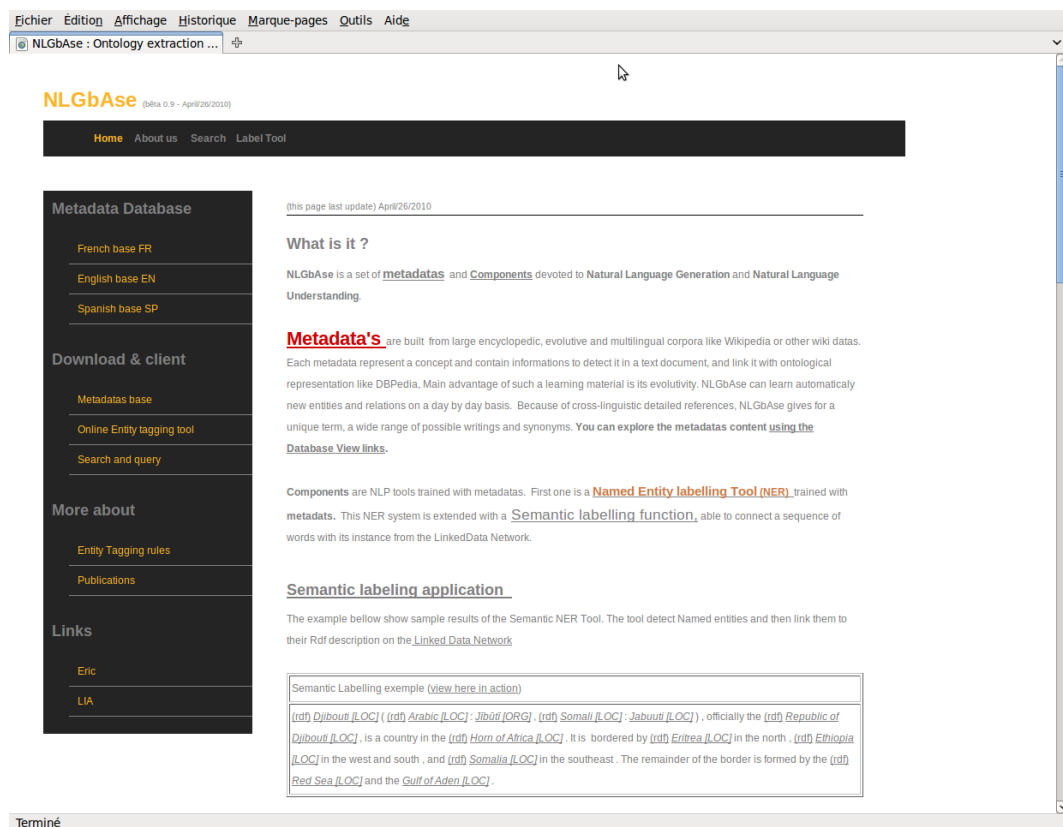 Fichier Édition Affichage Historique Marque-pages Outils Aide
NLGbAse : Ontology extraction ...
NLGbAse (bêta 0.9 - April/26/2010)
Home About us Search Label Tool
Metadata Database
French base FR
English base EN
Spanish base SP
Download & client
Metadatas base
Online Entity tagging tool
Search and query
More about
Entity Tagging rules
Publications
Links
Eric
LIA
(this page last update) April/26/2010
What is it ?
NLGbAse is a set of metadatas and Components devoted to Natural Language Generation and Natural Language
Understanding.
Metadata's are built from large encyclopedic, evolutive and multilingual corpora like Wikipedia or other wiki datas.
Each metadata represent a concept and contain informations to detect it in a text document, and link it with ontological
representation like DBPedia, Main advantage of such a learning material is its evolutivity. NLGbAse can learn automaticaly
new entities and relations on a day by day basis. Because of cross-linguistic detailed references, NLGbAse gives for a
unique term, a wide range of possible writings and synonyms. You can explore the metadatas content using the
Database View links.
Components are NLP tools trained with metadatas. First one is a Named Entity labelling Tool (NER) trained with
metadats. This NER system is extended with a Semantic labelling function, able to connect a sequence of
words with its instance from the LinkedData Network.
Semantic labeling application
The example bellow show sample results of the Semantic NER Tool. The tool detect Named entities and then link them to
their Rdf description on the Linked Data Network
Semantic Labelling exemple (view here in action)
(rdf) Djibouti [LOC] ( (rdf) Arabic [LOC] : Jībūtī [ORG] , (rdf) Somali [LOC] : Jabuuti [LOC] ) , officially the (rdf) Republic of
Djibouti [LOC] , is a country in the (rdf) Horn of Africa [LOC] . It is bordered by (rdf) Eritrea [LOC] in the north , (rdf) Ethiopia
[LOC] in the west and south , and (rdf) Somalia [LOC] in the southeast . The remainder of the border is formed by the (rdf)
Red Sea [LOC] and the Gulf of Aden [LOC] .
Terminé